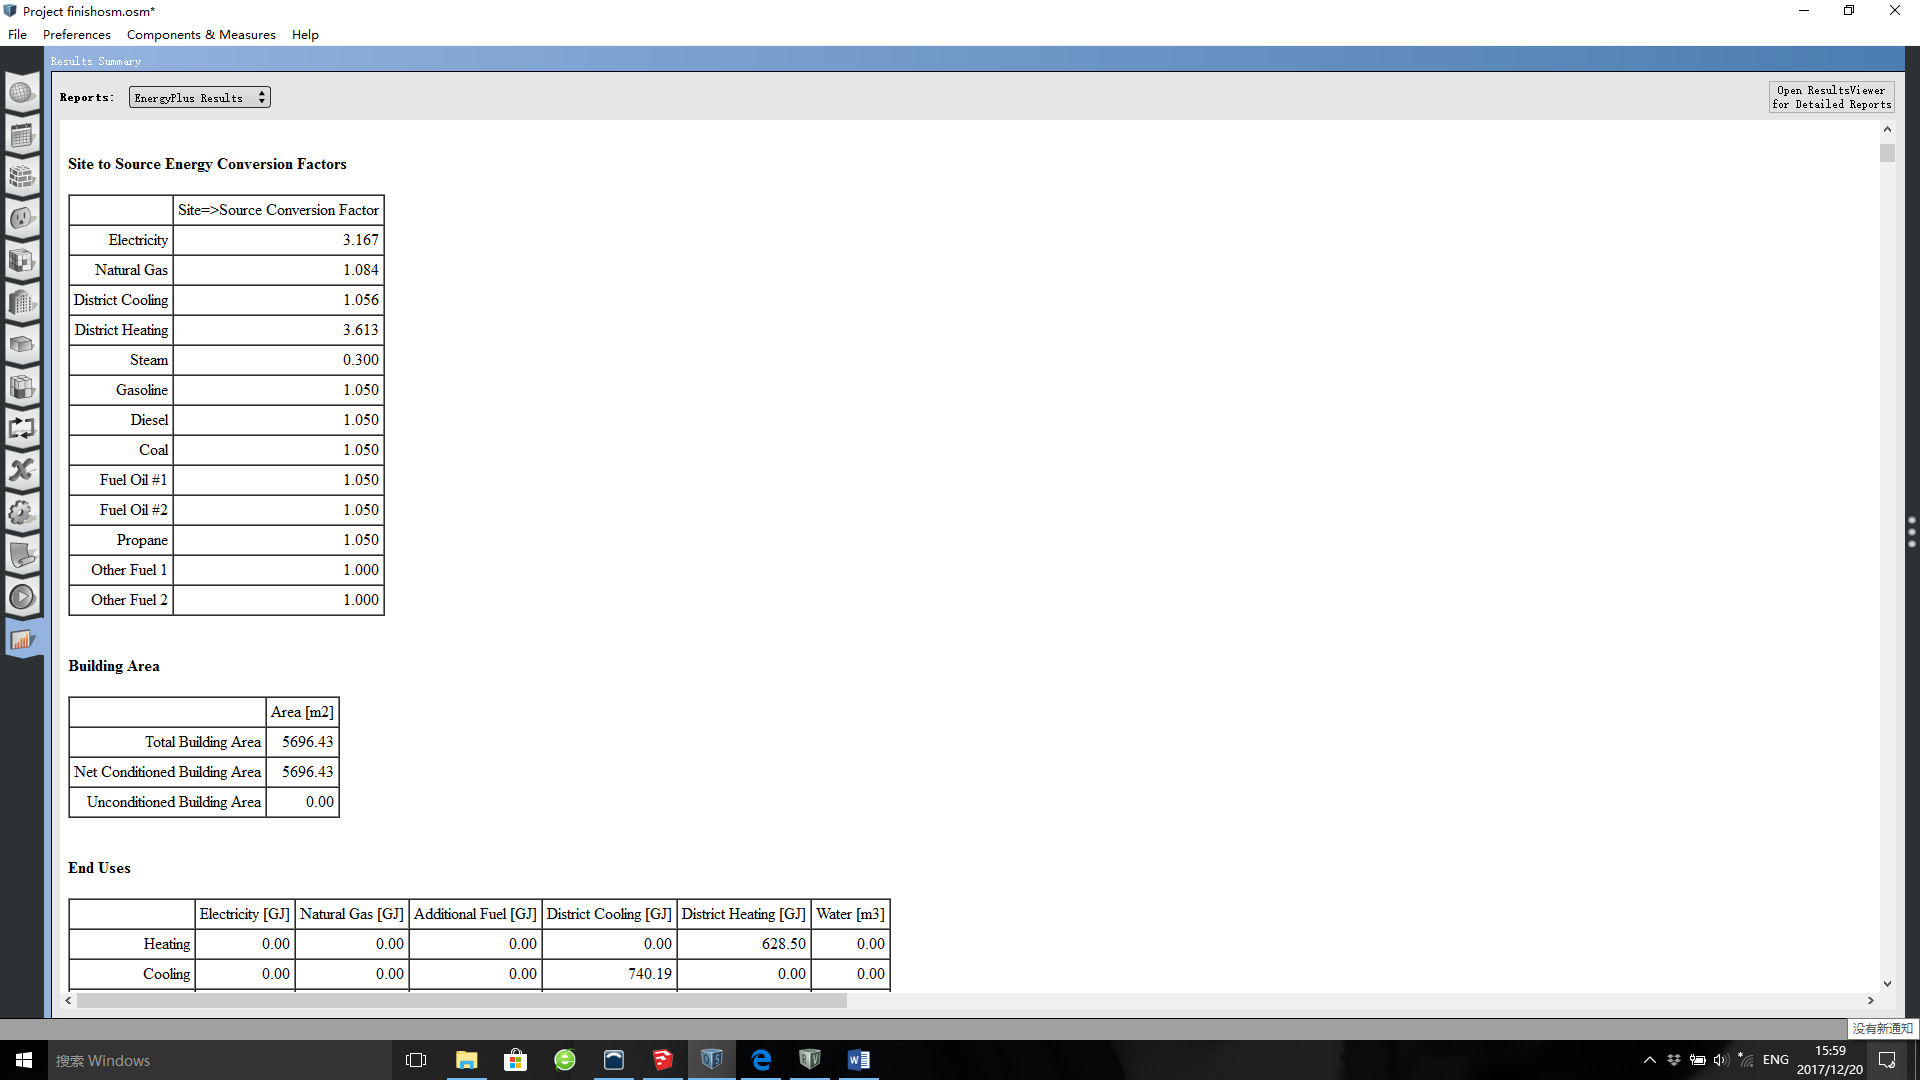 Project finishosm.osm*
File Preferences Components & Measures Help
Results Summary
Reports: EnergyPlus Results
Open ResultsViewer
for Detailed Reports
Site to Source Energy Conversion Factors
Site=>Source Conversion Factor
Electricity 3.167
Natural Gas 1.084
District Cooling 1.056
District Heating 3.613
Steam 0.300
Gasoline 1.050
Diesel 1.050
Coal 1.050
Fuel Oil #1 1.050
Fuel Oil #2 1.050
Propane 1.050
Other Fuel 1 1.000
Other Fuel 2 1.000
Building Area
Area [m2]
Total Building Area 5696.43
Net Conditioned Building Area 5696.43
Unconditioned Building Area 0.00
End Uses
Electricity [GJ] Natural Gas [GJ] Additional Fuel [GJ] District Cooling [GJ] District Heating [GJ] Water [m3]
Heating 0.00 0.00 0.00 0.00 628.50 0.00
Cooling 0.00 0.00 0.00 740.19 0.00 0.00
没有新通知
搜索 Windows
ENG
15:59
2017/12/20